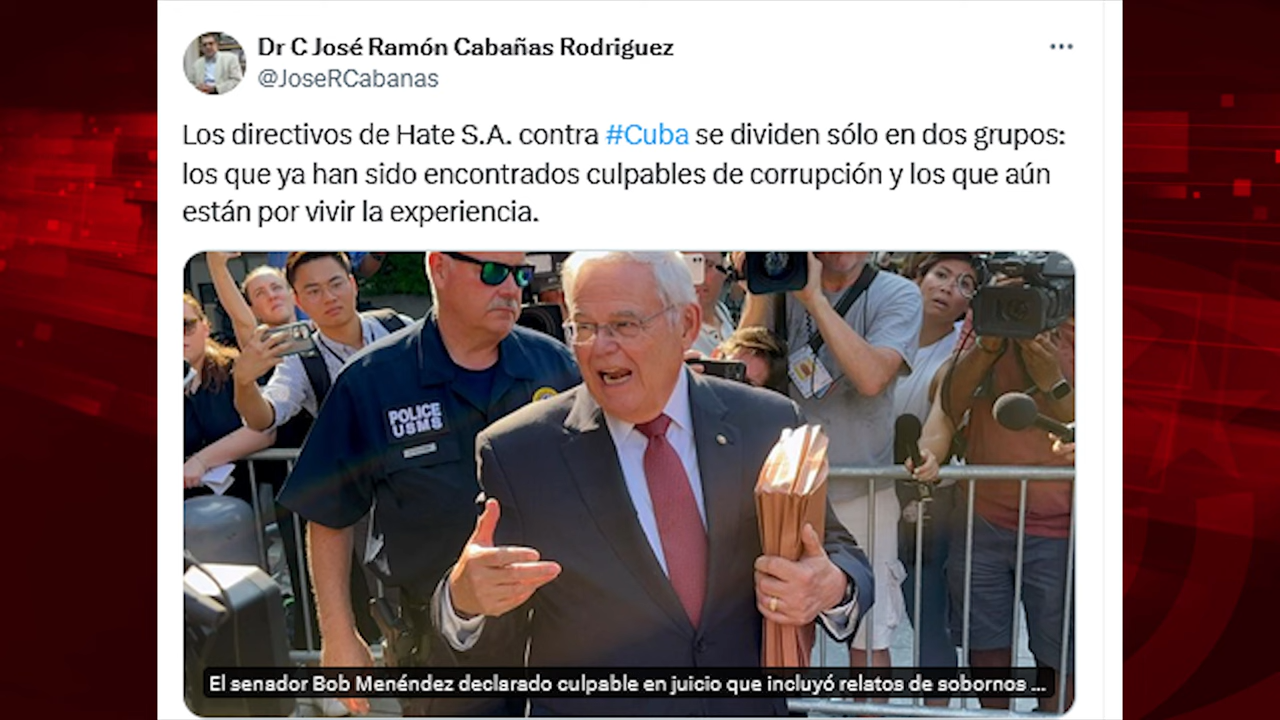 Dr C José Ramón Cabañas Rodriguez
@JoseRCabanas
Los directivos de Hate S.A. contra #Cuba se dividen sólo en dos grupos:
los que ya han sido encontrados culpables de corrupción y los que aún
están por vivir la experiencia.
POLICE
USMS
El senador Bob Menéndez declarado culpable en juicio que incluyó relatos de sobornos ...